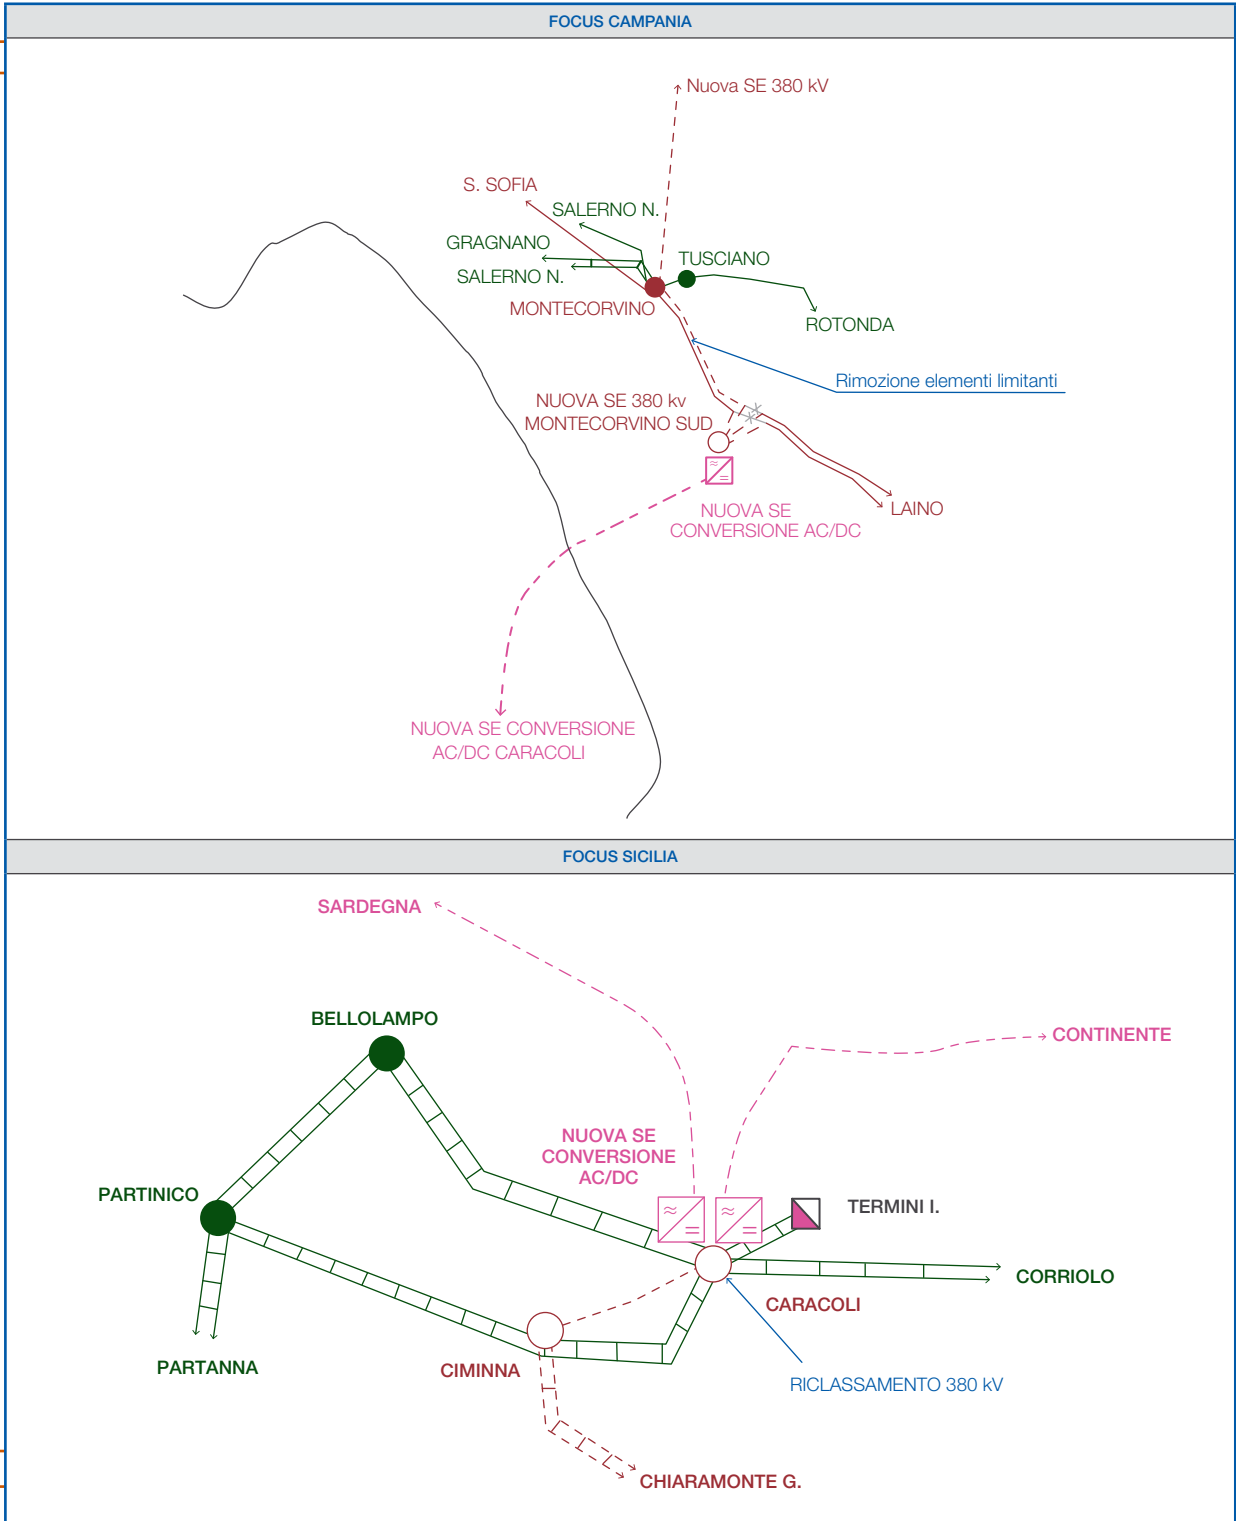 FOCUS CAMPANIA
Nuova SE 380 kV
S. SOFIA
SALERNO N.
GRAGNANO
TUSCIANO
SALERNO N.
MONTECORVINO
ROTONDA
Rimozione elementi limitanti
NUOVA SE 380 kv
MONTECORVINO SUD
LAINO
NUOVA SE
CONVERSIONE AC/DC
NUOVA SE CONVERSIONE
AC/DC CARACOLI
FOCUS SICILIA
SARDEGNA
BELLOLAMPO
CONTINENTE
NUOVA SE
CONVERSIONE
AC/DC
PARTINICO
TERMINI I.
CORRIOLO
CARACOLI
PARTANNA
CIMINNA
RICLASSAMENTO 380 kV
CHIARAMONTE G.